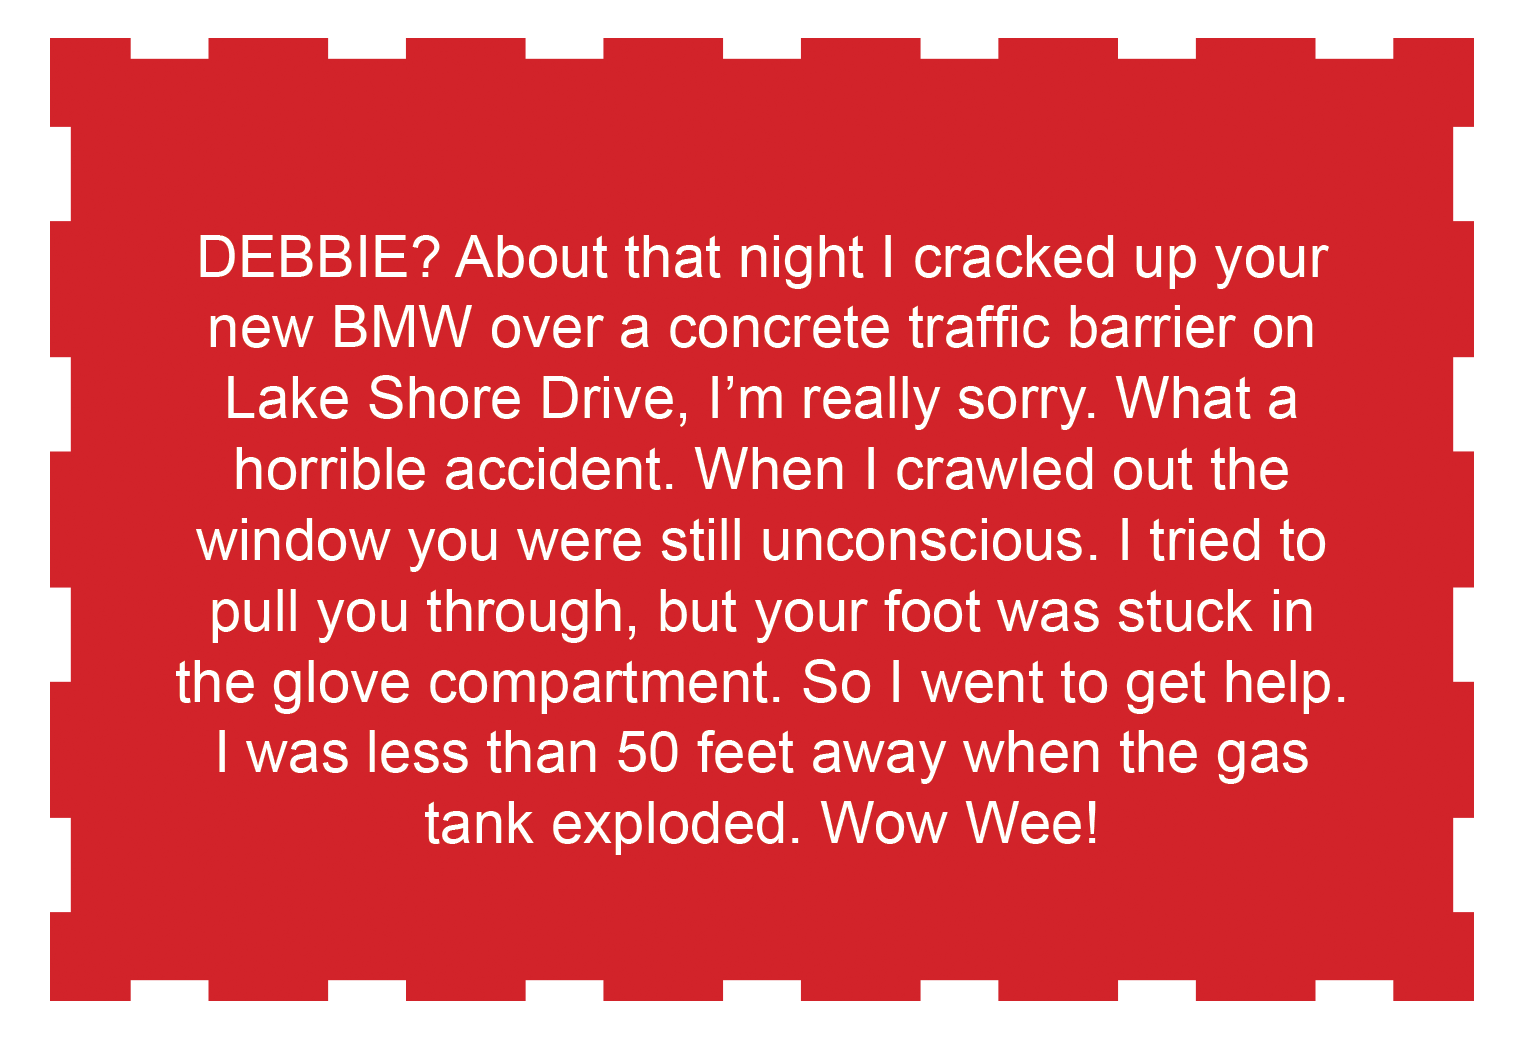 DEBBIE? About that night I cracked up your
new BMW over a concrete traffic barrier on
Lake Shore Drive, I’m really sorry. What a
horrible accident. When I crawled out the
window you were still unconscious. I tried to
pull you through, but your foot was stuck in
the glove compartment. So I went to get help.
I was less than 50 feet away when the gas
tank exploded. Wow Wee!